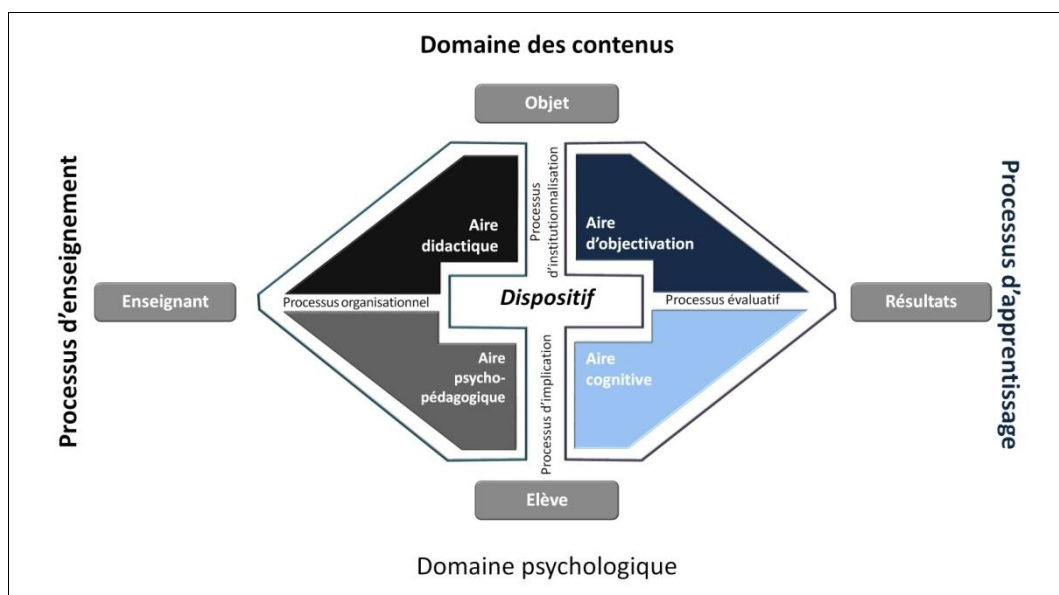 Domaine des contenus
Objet
Processus d'enseignement
Processus d'apprentissage
Processus
d'institutionnalisation
Aire
didactique
Aire
d'objectivation
Enseignant
Processus organisationnel
Dispositif
Processus évaluatif
Résultats
Aire
psycho-
pédagogique
Processus d'implication
Aire
cognitive
Elève
Domaine psychologique